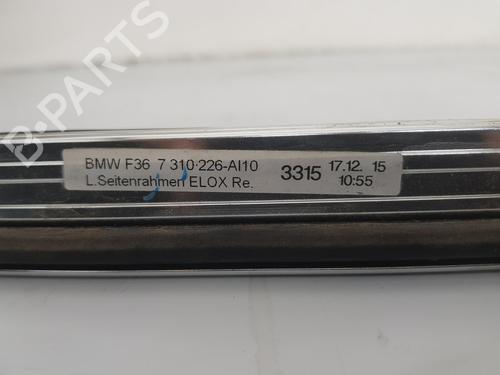 B-PARTS
BMW F36 7 310·226-AI10
L.Seitenrahmen ELOX Re.
3315
17.12. 15
10:55